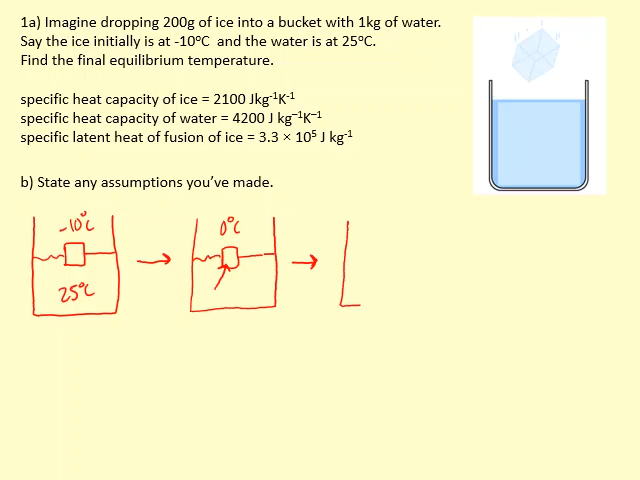 1a) Imagine dropping 200g of ice into a bucket with 1kg of water.
Say the ice initially is at -10°C and the water is at 25°C.
Find the final equilibrium temperature.
specific heat capacity of ice = 2100 Jkg⁻¹K⁻¹
specific heat capacity of water = 4200 J kg⁻¹K⁻¹
specific latent heat of fusion of ice = 3.3 × 10⁵ J kg⁻¹
b) State any assumptions you've made.
-10°C
0°C
25°C